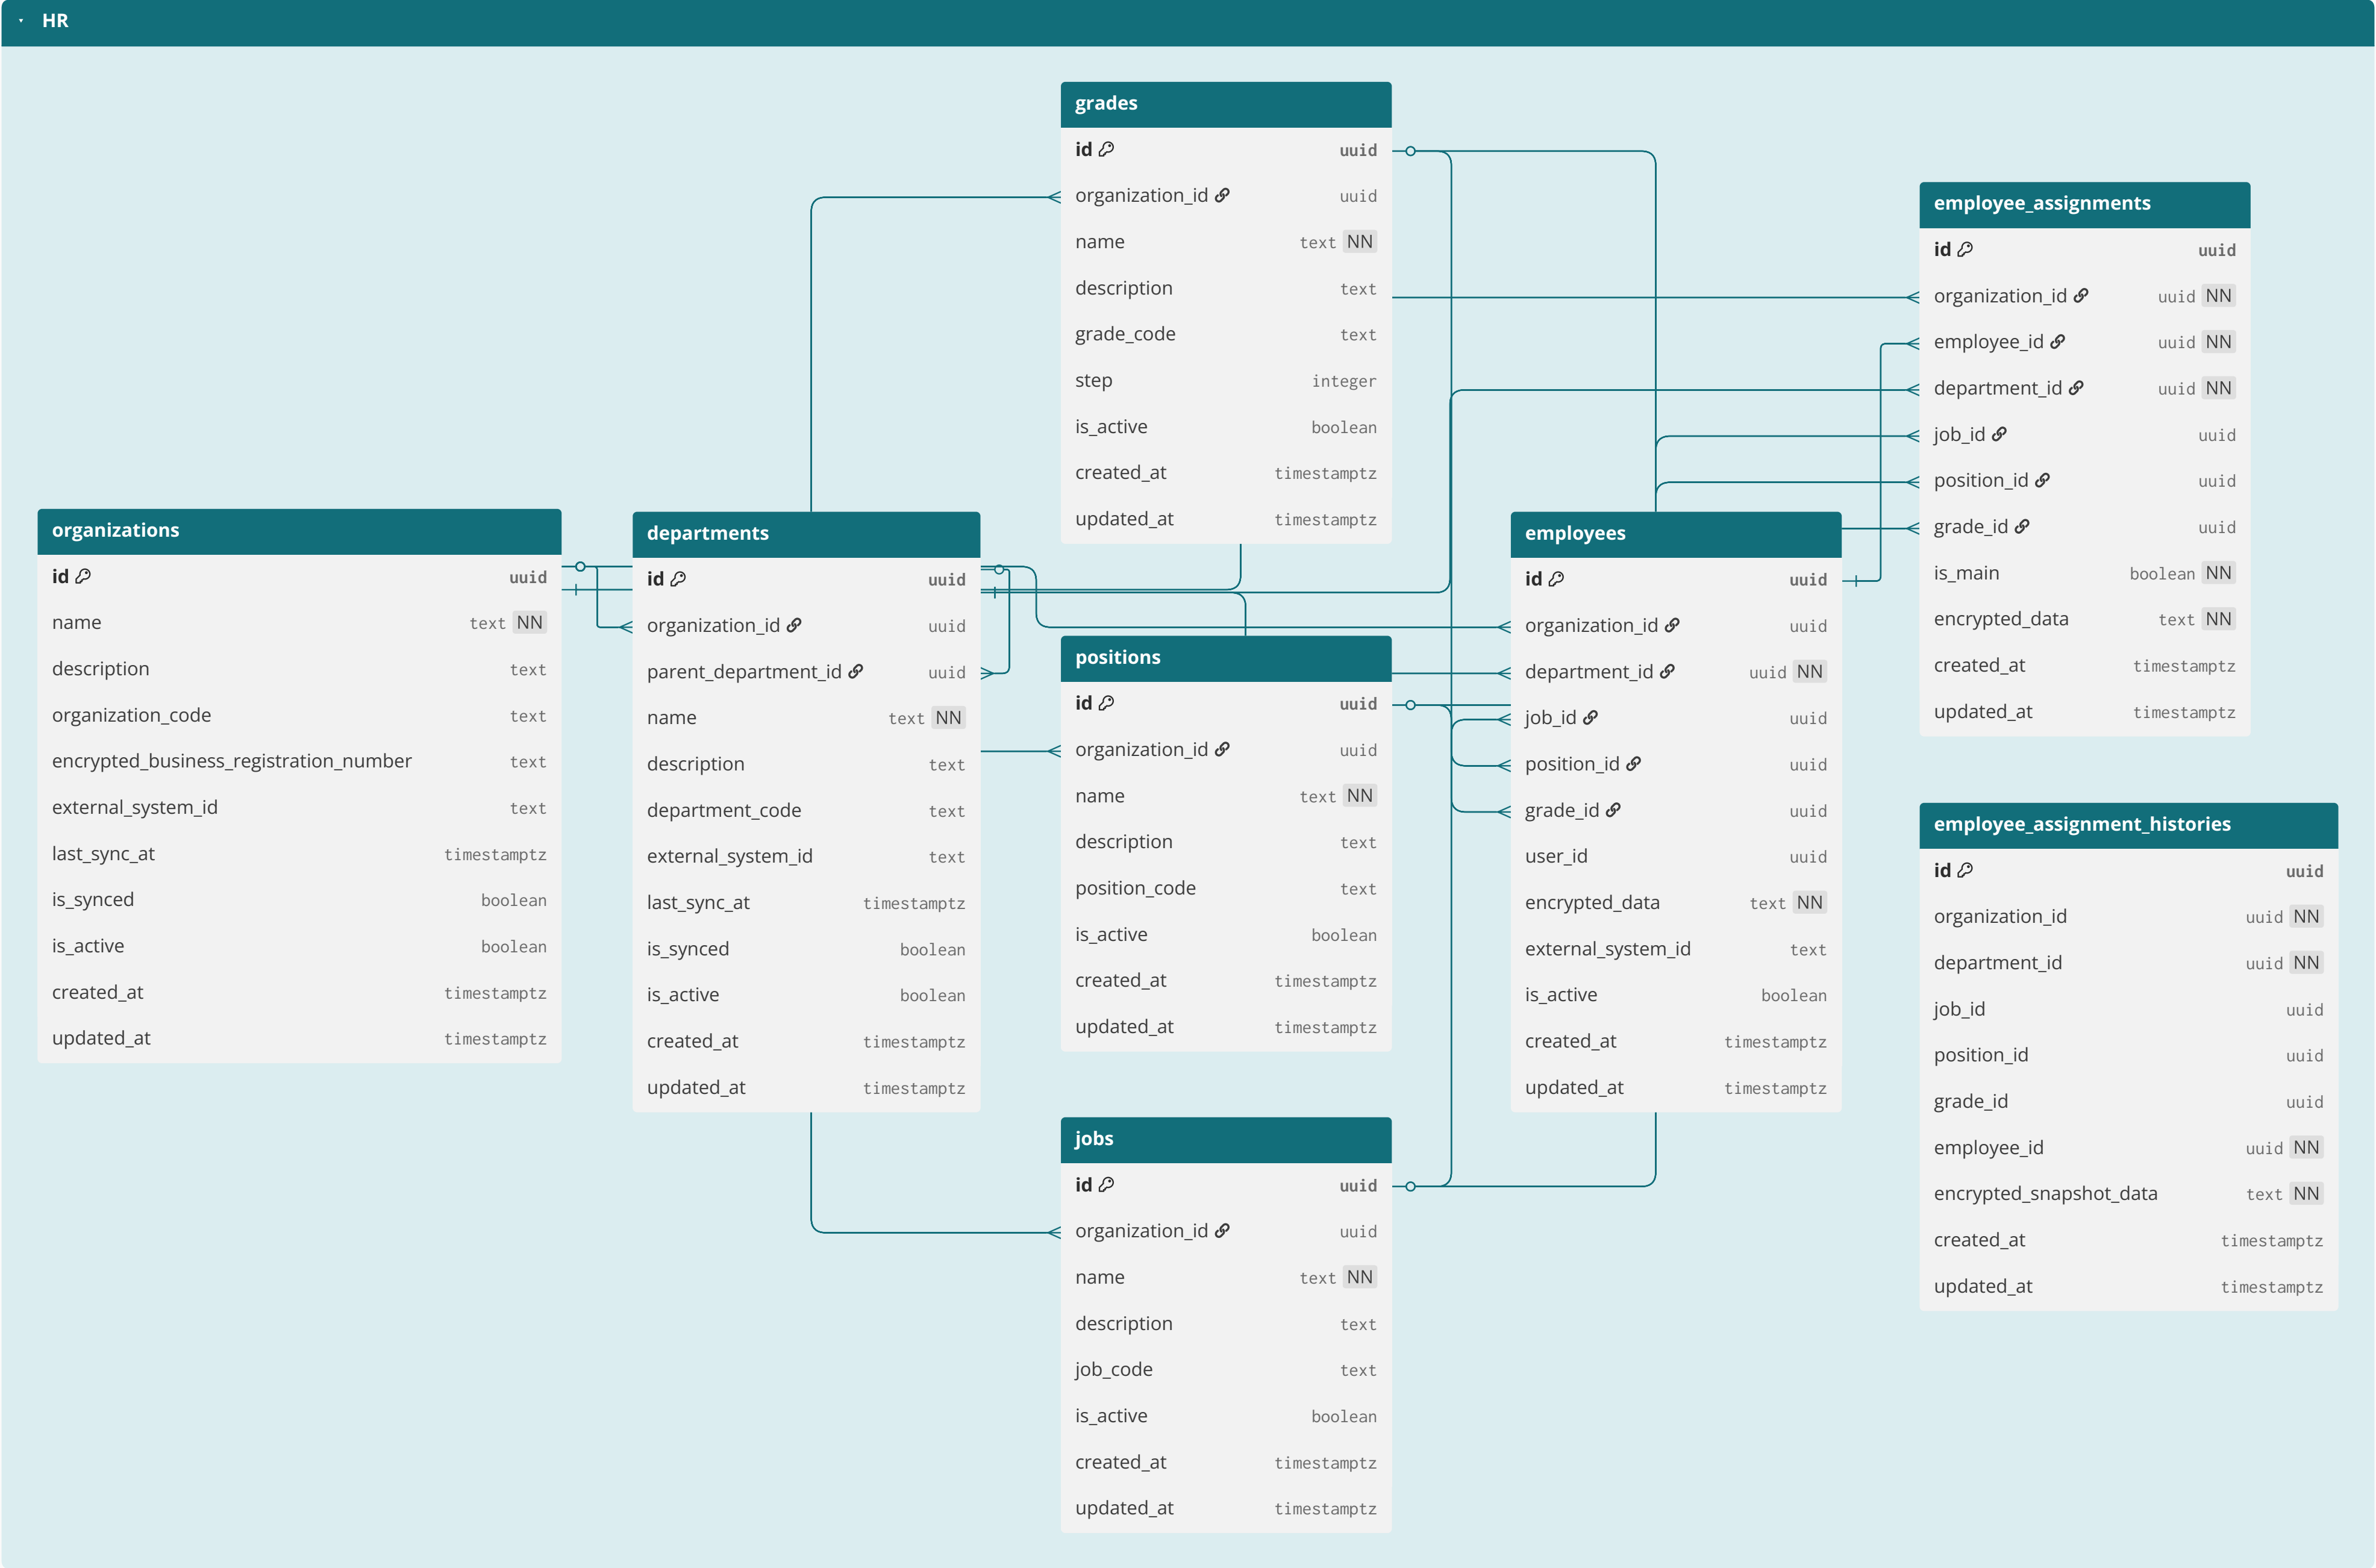 HR
grades
id uuid
organization_id uuid
name text NN
description text
grade_code text
step integer
is_active boolean
created_at timestamptz
updated_at timestamptz
employee_assignments
id uuid
organization_id uuid NN
employee_id uuid NN
department_id uuid NN
job_id uuid
position_id uuid
grade_id uuid
is_main boolean NN
encrypted_data text NN
created_at timestamptz
updated_at timestamptz
organizations
id uuid
name text NN
description text
organization_code text
encrypted_business_registration_number text
external_system_id text
last_sync_at timestamptz
is_synced boolean
is_active boolean
created_at timestamptz
updated_at timestamptz
departments
id uuid
organization_id uuid
parent_department_id uuid
name text NN
description text
department_code text
external_system_id text
last_sync_at timestamptz
is_synced boolean
is_active boolean
created_at timestamptz
updated_at timestamptz
positions
id uuid
organization_id uuid
name text NN
description text
position_code text
is_active boolean
created_at timestamptz
updated_at timestamptz
employees
id uuid
organization_id uuid
department_id uuid NN
job_id uuid
position_id uuid
grade_id uuid
user_id uuid
encrypted_data text NN
external_system_id text
is_active boolean
created_at timestamptz
updated_at timestamptz
employee_assignment_histories
id uuid
organization_id uuid NN
department_id uuid NN
job_id uuid
position_id uuid
grade_id uuid
employee_id uuid NN
encrypted_snapshot_data text NN
created_at timestamptz
updated_at timestamptz
jobs
id uuid
organization_id uuid
name text NN
description text
job_code text
is_active boolean
created_at timestamptz
updated_at timestamptz